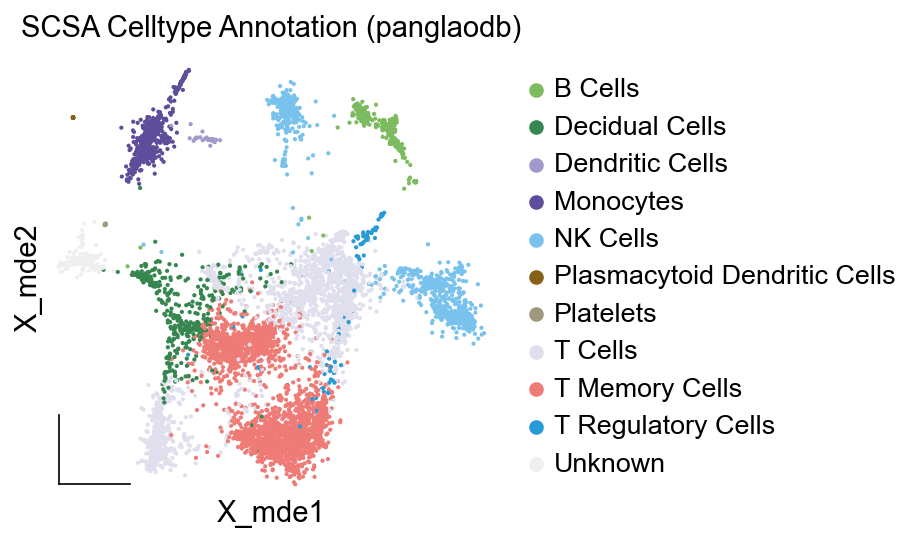 SCSA Celltype Annotation (panglaodb)
B Cells
Decidual Cells
Dendritic Cells
Monocytes
NK Cells
Plasmacytoid Dendritic Cells
Platelets
T Cells
T Memory Cells
T Regulatory Cells
Unknown
X_mde2
X_mde1